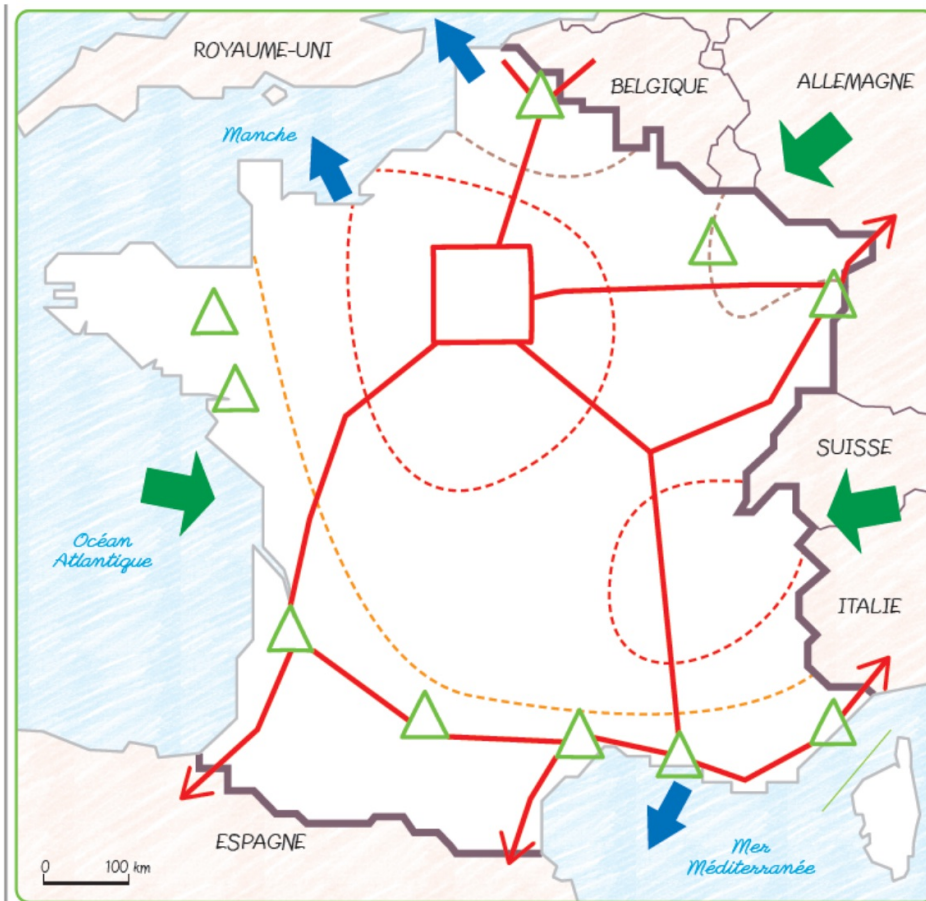 ROYAUME-UNI
BELGIQUE
ALLEMAGNE
Manche
SUISSE
Océan
Atlantique
ITALIE
ESPAGNE
Mer
Méditerranée
0 100 km